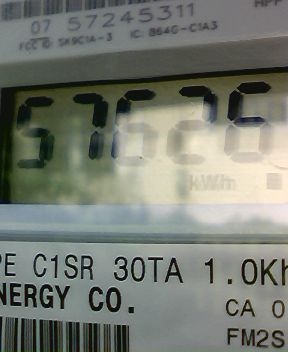 07 57245311
FCC ID: SK9C1A-3 IC: 864G-C1A3
57626
kWh
PE C1SR 30TA 1.0Kh
NERGY CO.
CA 0
FM2S